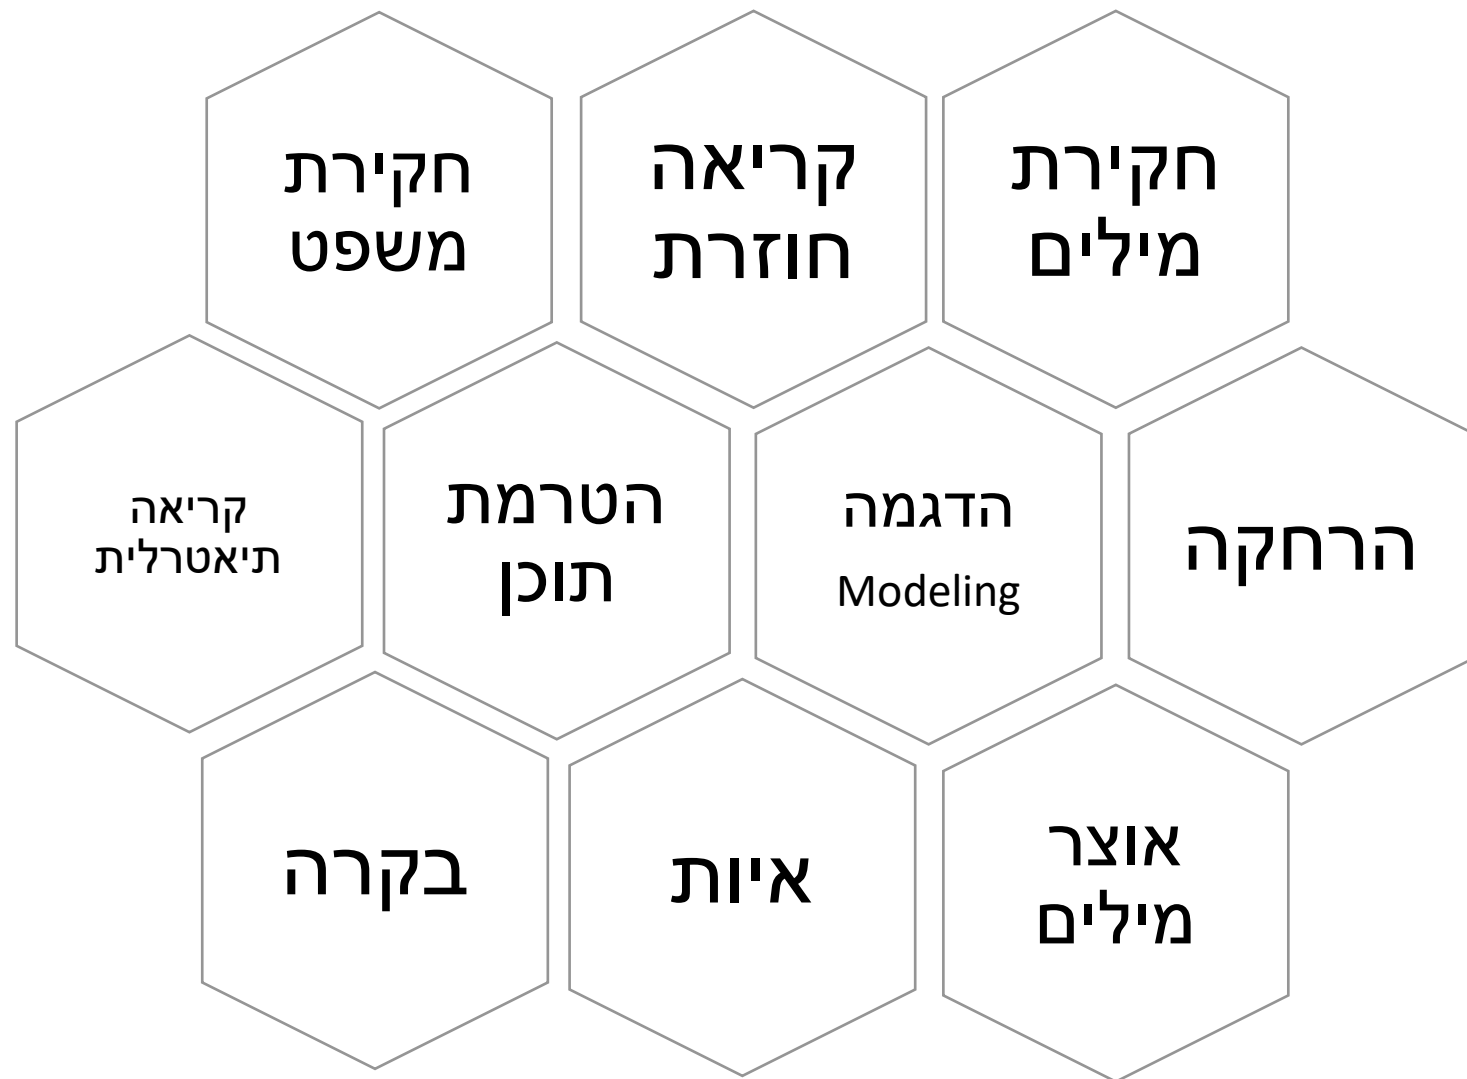 חקירת
מילים
קריאה
חוזרת
חקירת
משפט
הרחקה
הדגמה
Modeling
הטרמת
תוכן
קריאה
תיאטרלית
אוצר
מילים
איות
בקרה